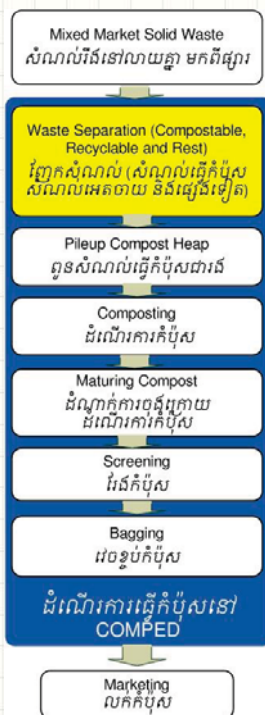 Mixed Market Solid Waste
សំណល់រឹងនៅលាយគ្នា មកពីផ្សារ
Waste Separation (Compostable,
Recyclable and Rest)
ញែកសំណល់ (សំណល់ធ្វើកំប៉ុស
សំណល់អេតចាយ និងផ្សេងទៀត)
Pileup Compost Heap
ពូនសំណល់ធ្វើកំប៉ុសជារង
Composting
ដំណើរការកំប៉ុស
Maturing Compost
ដំណាក់ការចុងក្រោយ
ដំណើរការកំប៉ុស
Screening
រែងកំប៉ុស
Bagging
វេចខ្ចប់កំប៉ុស
ដំណើរការធ្វើកំប៉ុសនៅ
COMPED
Marketing
លក់កំប៉ុស